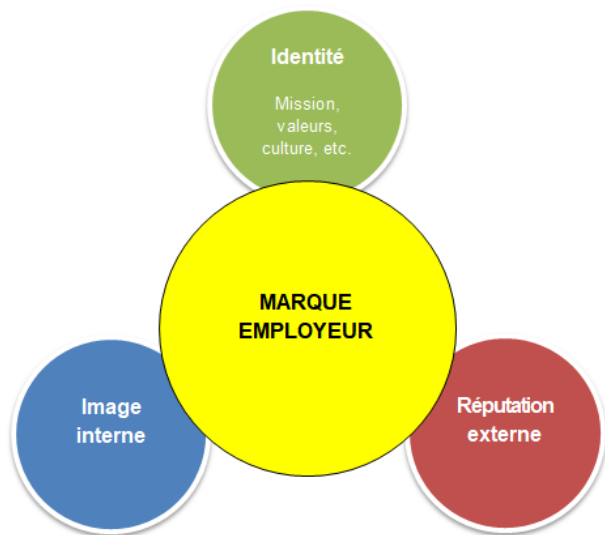 Identité
Mission,
valeurs,
culture, etc.
MARQUE
EMPLOYEUR
Image
interne
Réputation
externe